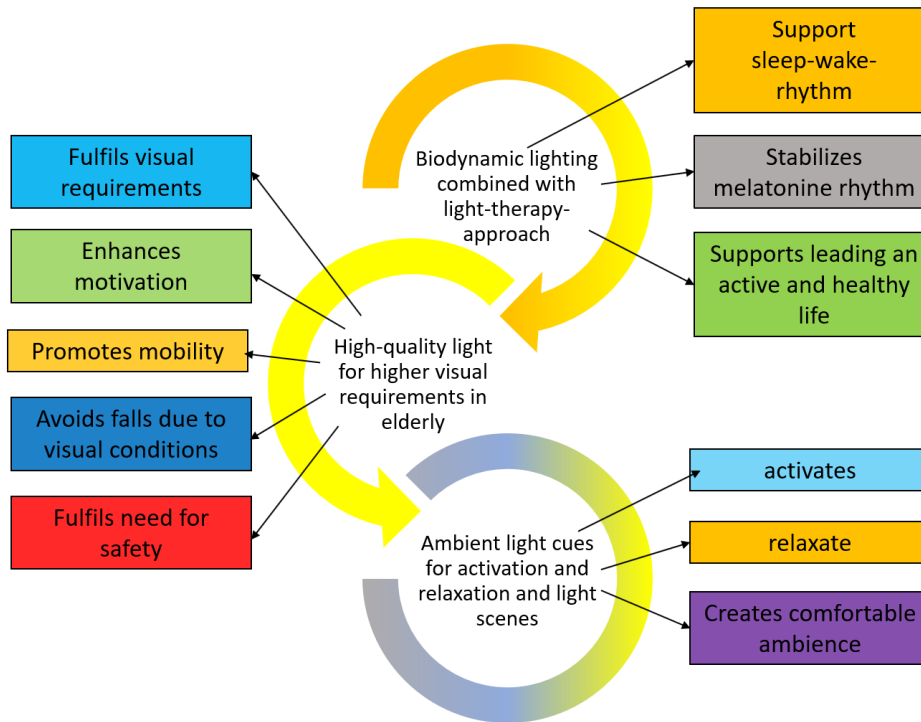 Support
sleep-wake-
rhythm
Biodynamic lighting
combined with
light-therapy-
approach
Stabilizes
melatonine rhythm
Supports leading an
active and healthy
life
Fulfils visual
requirements
Enhances
motivation
Promotes mobility
Avoids falls due to
visual conditions
Fulfils need for
safety
High-quality light
for higher visual
requirements in
elderly
Ambient light cues
for activation and
relaxation and light
scenes
activates
relaxate
Creates comfortable
ambience